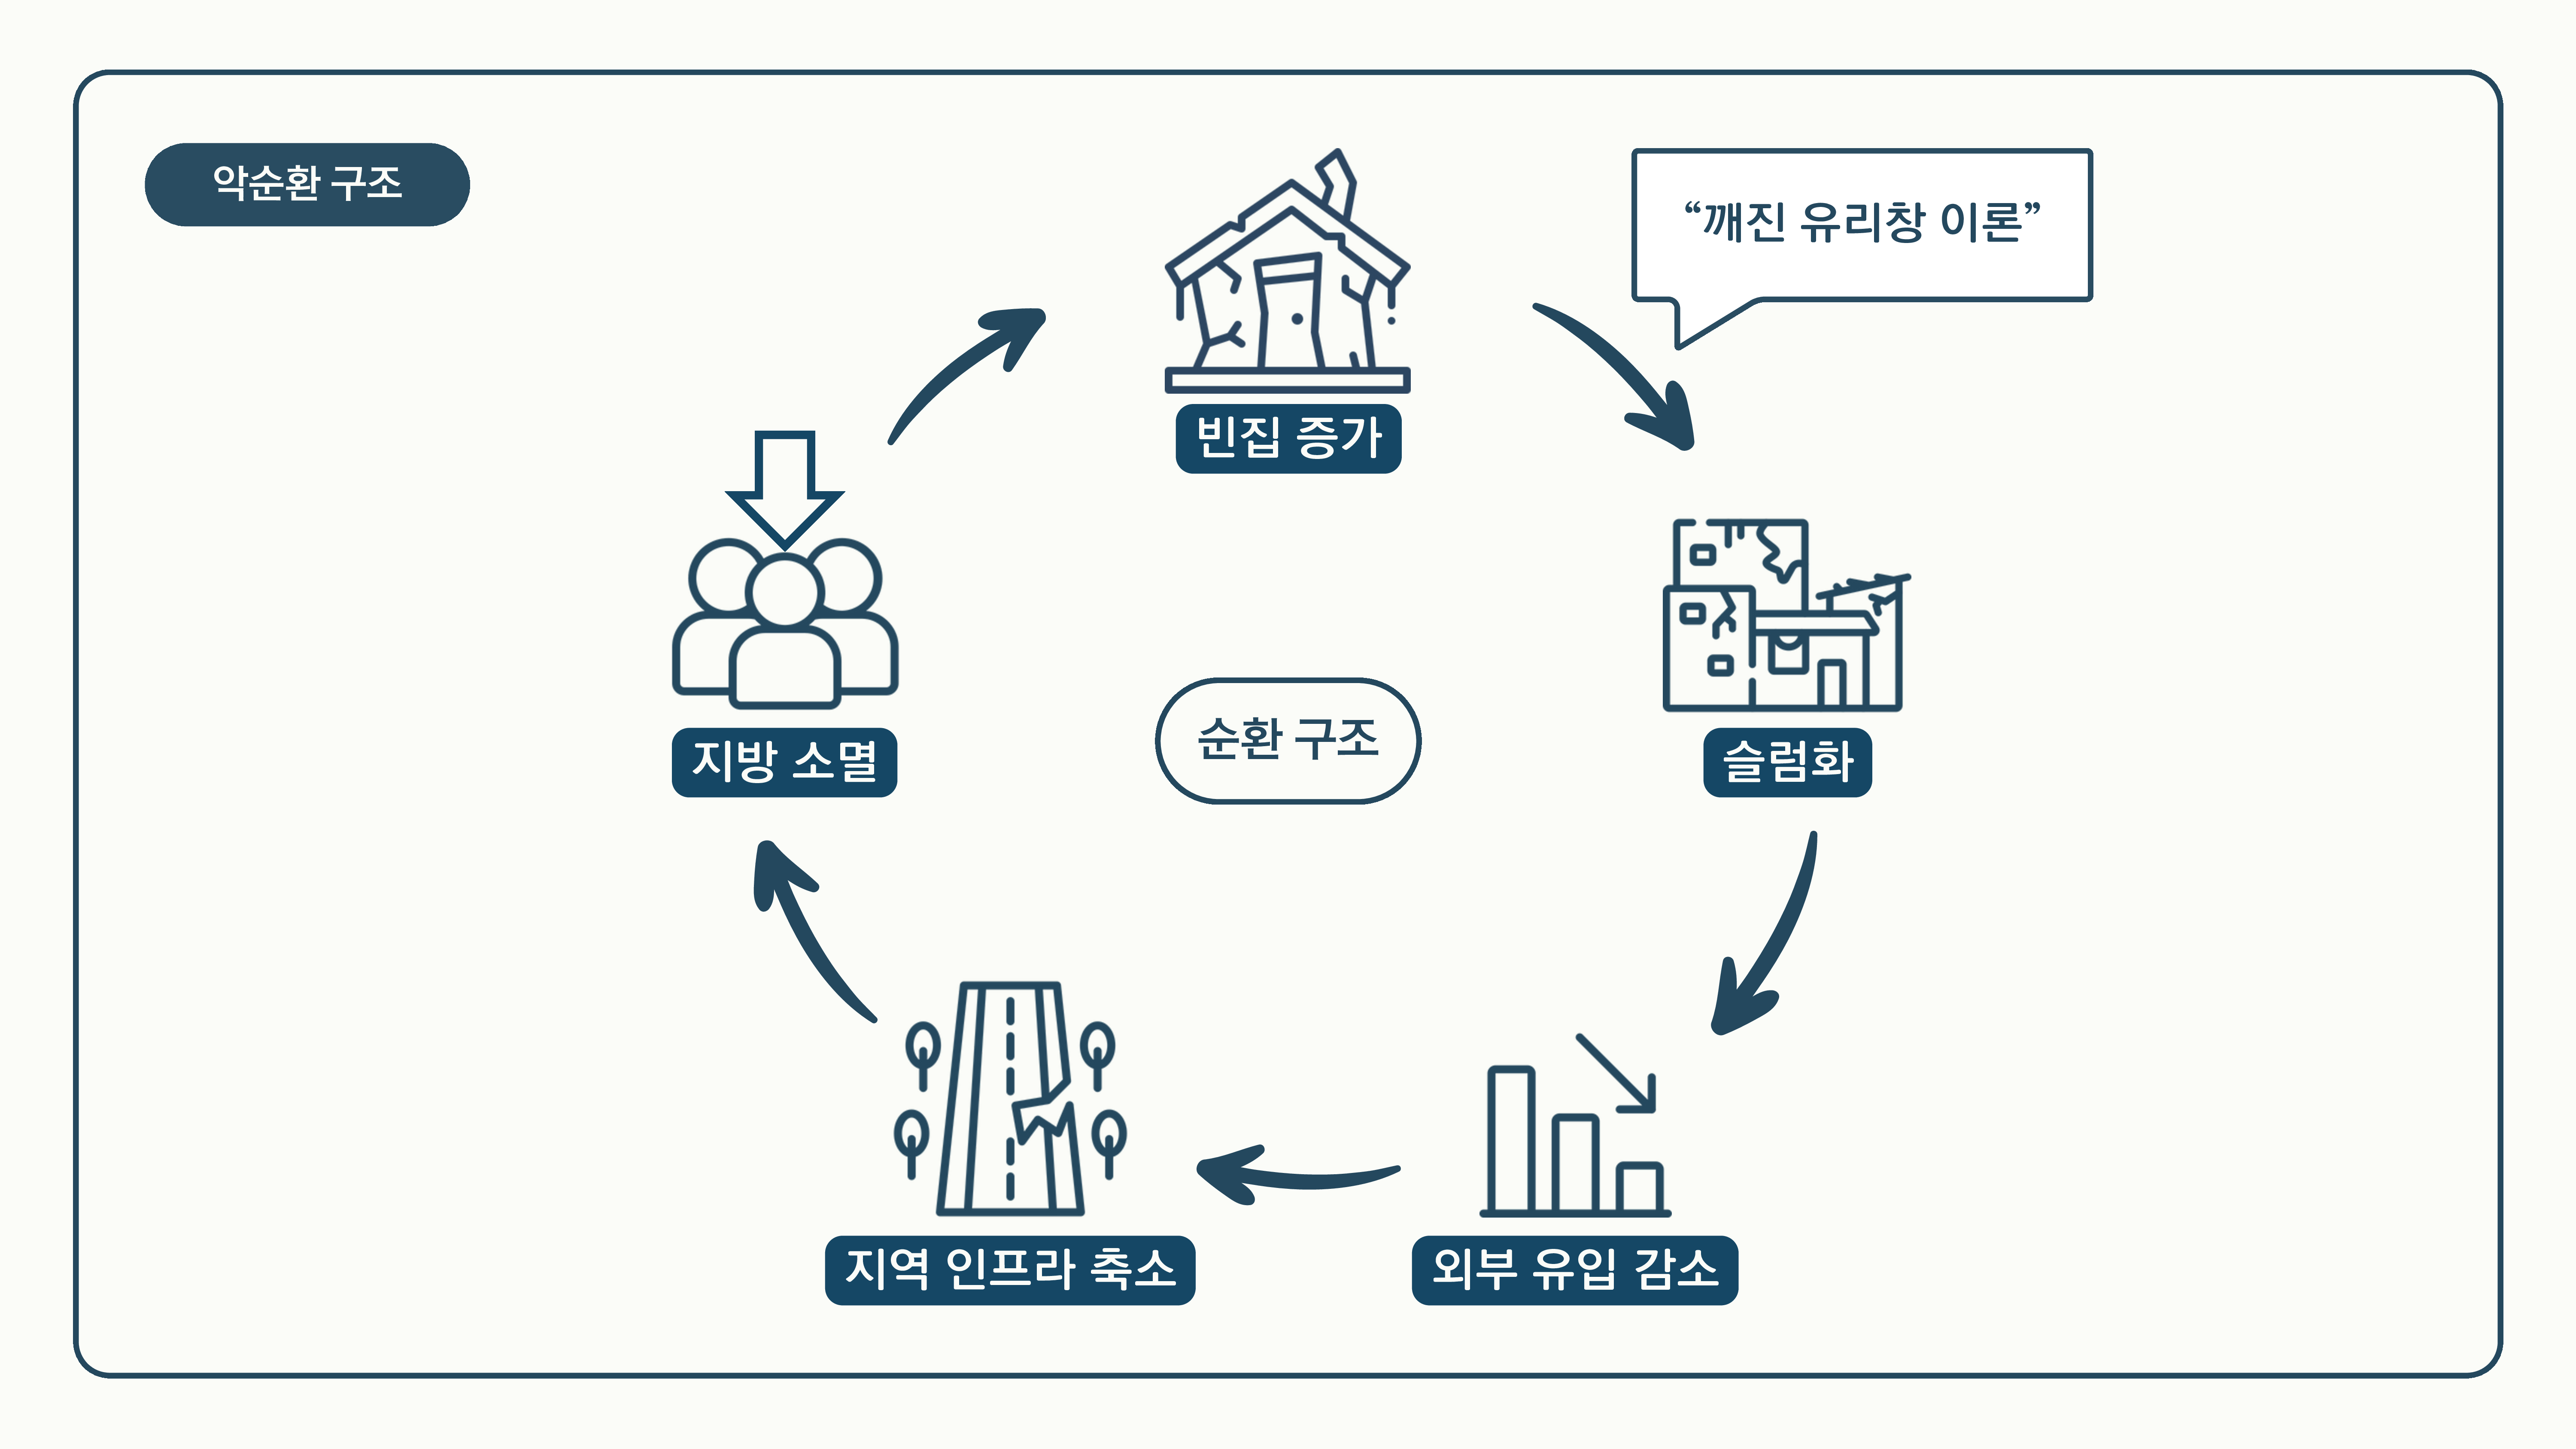 악순환 구조
“깨진 유리창 이론”
빈집 증가
지방 소멸
순환 구조
슬럼화
지역 인프라 축소
외부 유입 감소